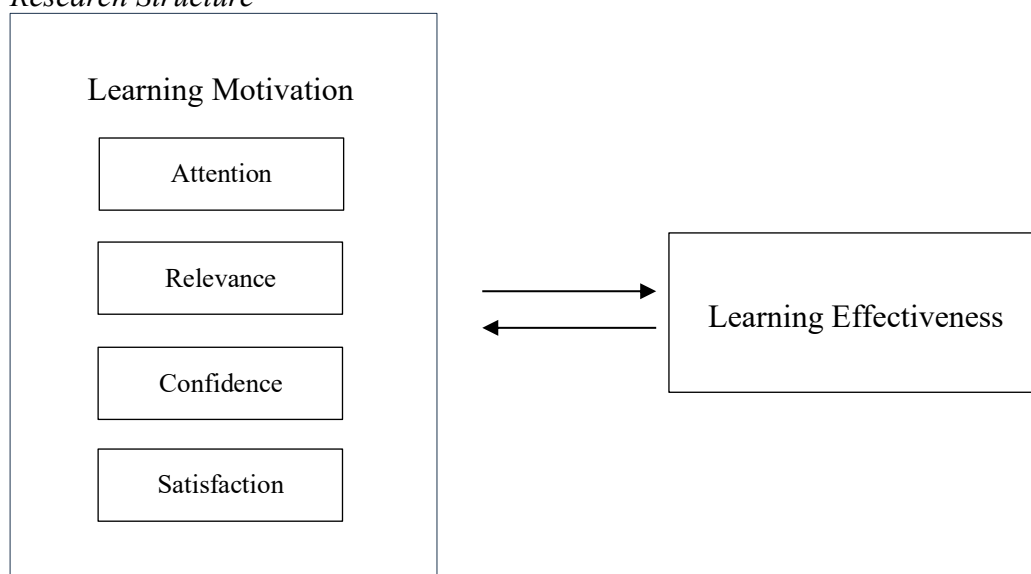 Research Structure
Learning Motivation
Attention
Relevance
Confidence
Satisfaction
Learning Effectiveness